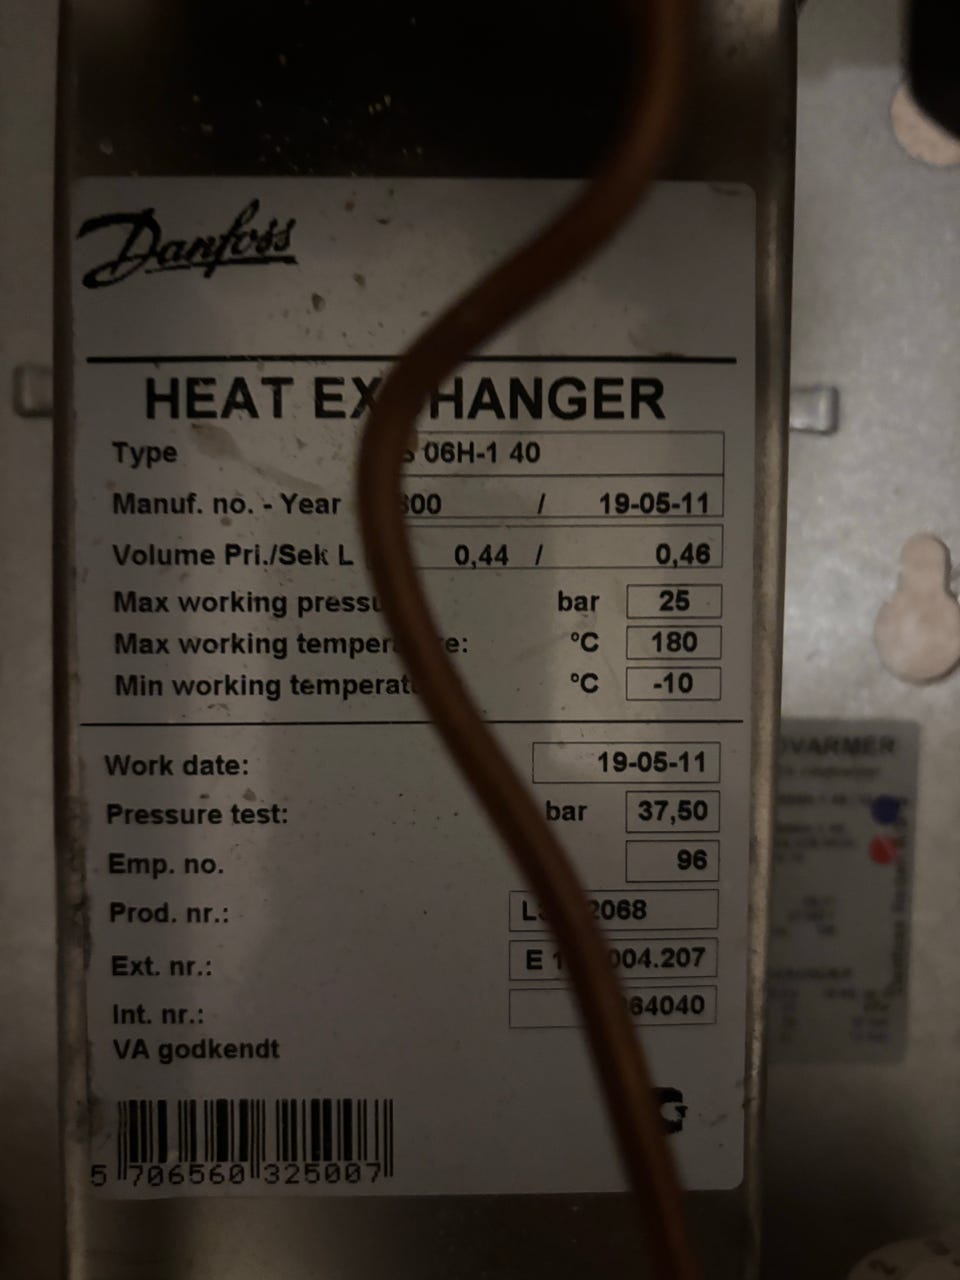 Danfoss
HEAT EX HANGER
Type 06H-1 40
Manuf. no. - Year 00 / 19-05-11
Volume Pri./Sek L 0,44 / 0,46
Max working pressu bar 25
Max working temper e: °C 180
Min working temperat °C -10
Work date: 19-05-11
Pressure test: bar 37,50
Emp. no. 96
Prod. nr.: L 2068
Ext. nr.: E 1 004.207
Int. nr.: 64040
VA godkendt
5 706560 325007
VARMER